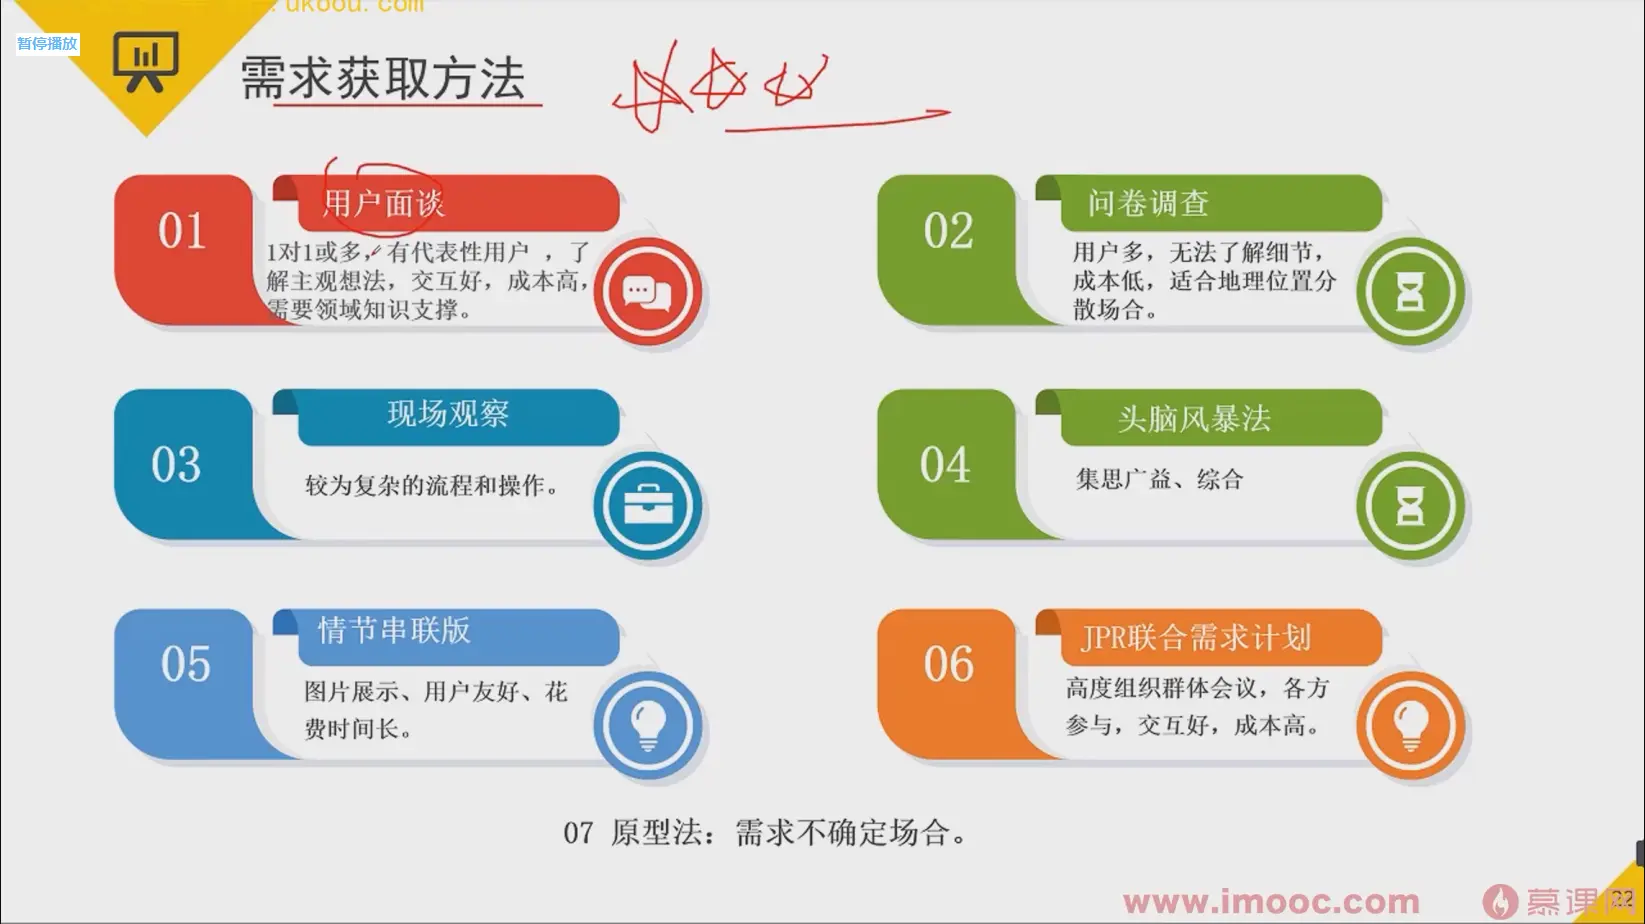 .ukoou.com
暂停播放
需求获取方法
01
用户面谈
1对1或多，有代表性用户 ，了
解主观想法，交互好，成本高，
需要领域知识支撑。
02
问卷调查
用户多，无法了解细节，
成本低，适合地理位置分
散场合。
03
现场观察
较为复杂的流程和操作。
04
头脑风暴法
集思广益、综合
05
情节串联版
图片展示、用户友好、花
费时间长。
06
JPR联合需求计划
高度组织群体会议，各方
参与，交互好，成本高。
07 原型法：需求不确定场合。
www.imooc.com
慕课网
22